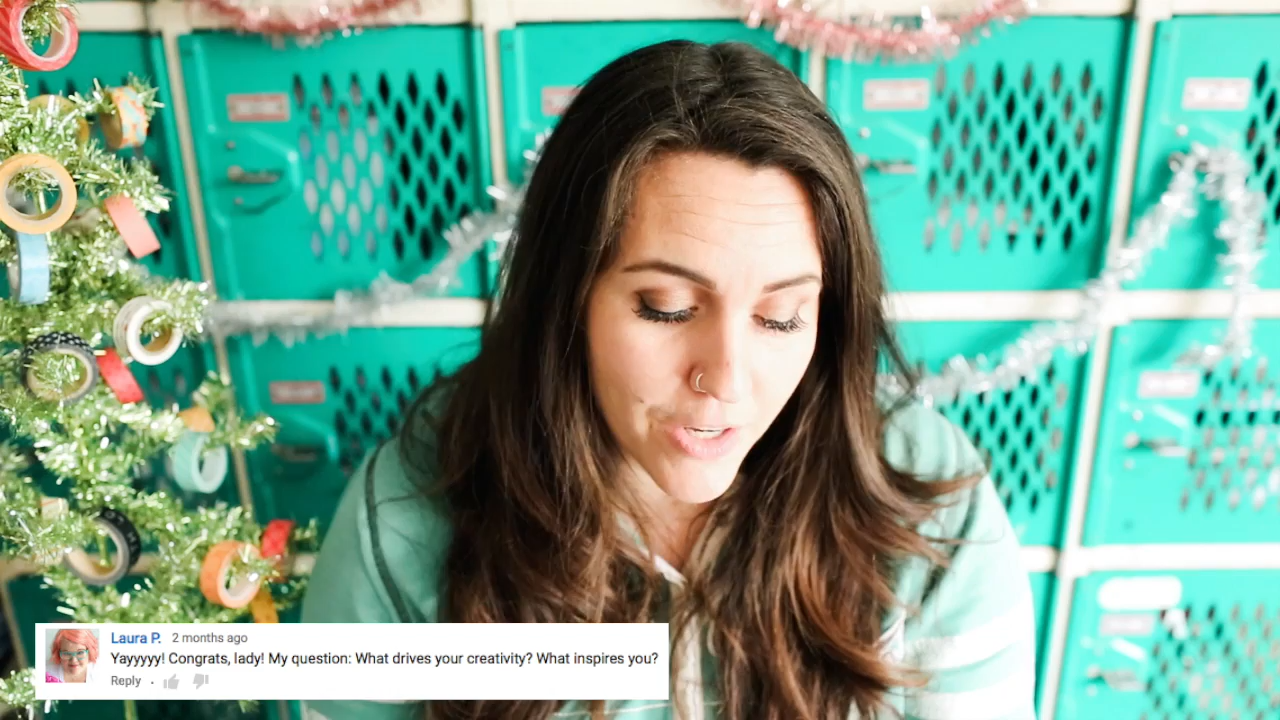 Laura P. 2 months ago
Yayyyyy! Congrats, lady! My question: What drives your creativity? What inspires you?
Reply